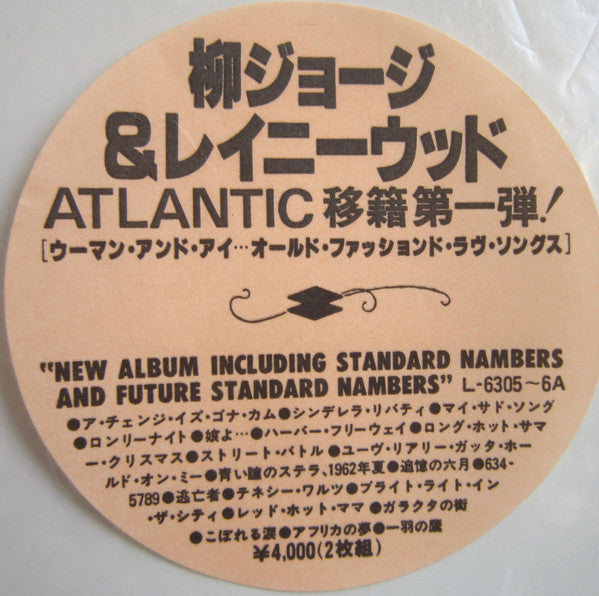 柳ジョージ
&レイニーウッド
ATLANTIC 移籍第一弾!
[ウーマン・アンド・アイ…オールド・ファッションド・ラヴ・ソングス]
"NEW ALBUM INCLUDING STANDARD NAMBERS
AND FUTURE STANDARD NAMBERS" L-6305~6A
●ア・チェンジ・イズ・ゴナ・カム●シンデレラ・リバティ●マイ・サド・ソング
●ロンリーナイト●娘よ…●ハーバー・フリーウェイ●ロング・ホット・サマ
ー・クリスマス●ストリート・バトル●ユーヴ・リアリー・ガッタ・ホー
ルド・オン・ミー●青い瞳のステラ、1962年夏●追憶の六月●634-
5789●逃亡者●テネシー・ワルツ●ブライト・ライト・イン
・ザ・シティ●レッド・ホット・ママ●ガラクタの街
●こぼれる涙●アフリカの夢●一羽の鷹
¥4,000(2枚組)